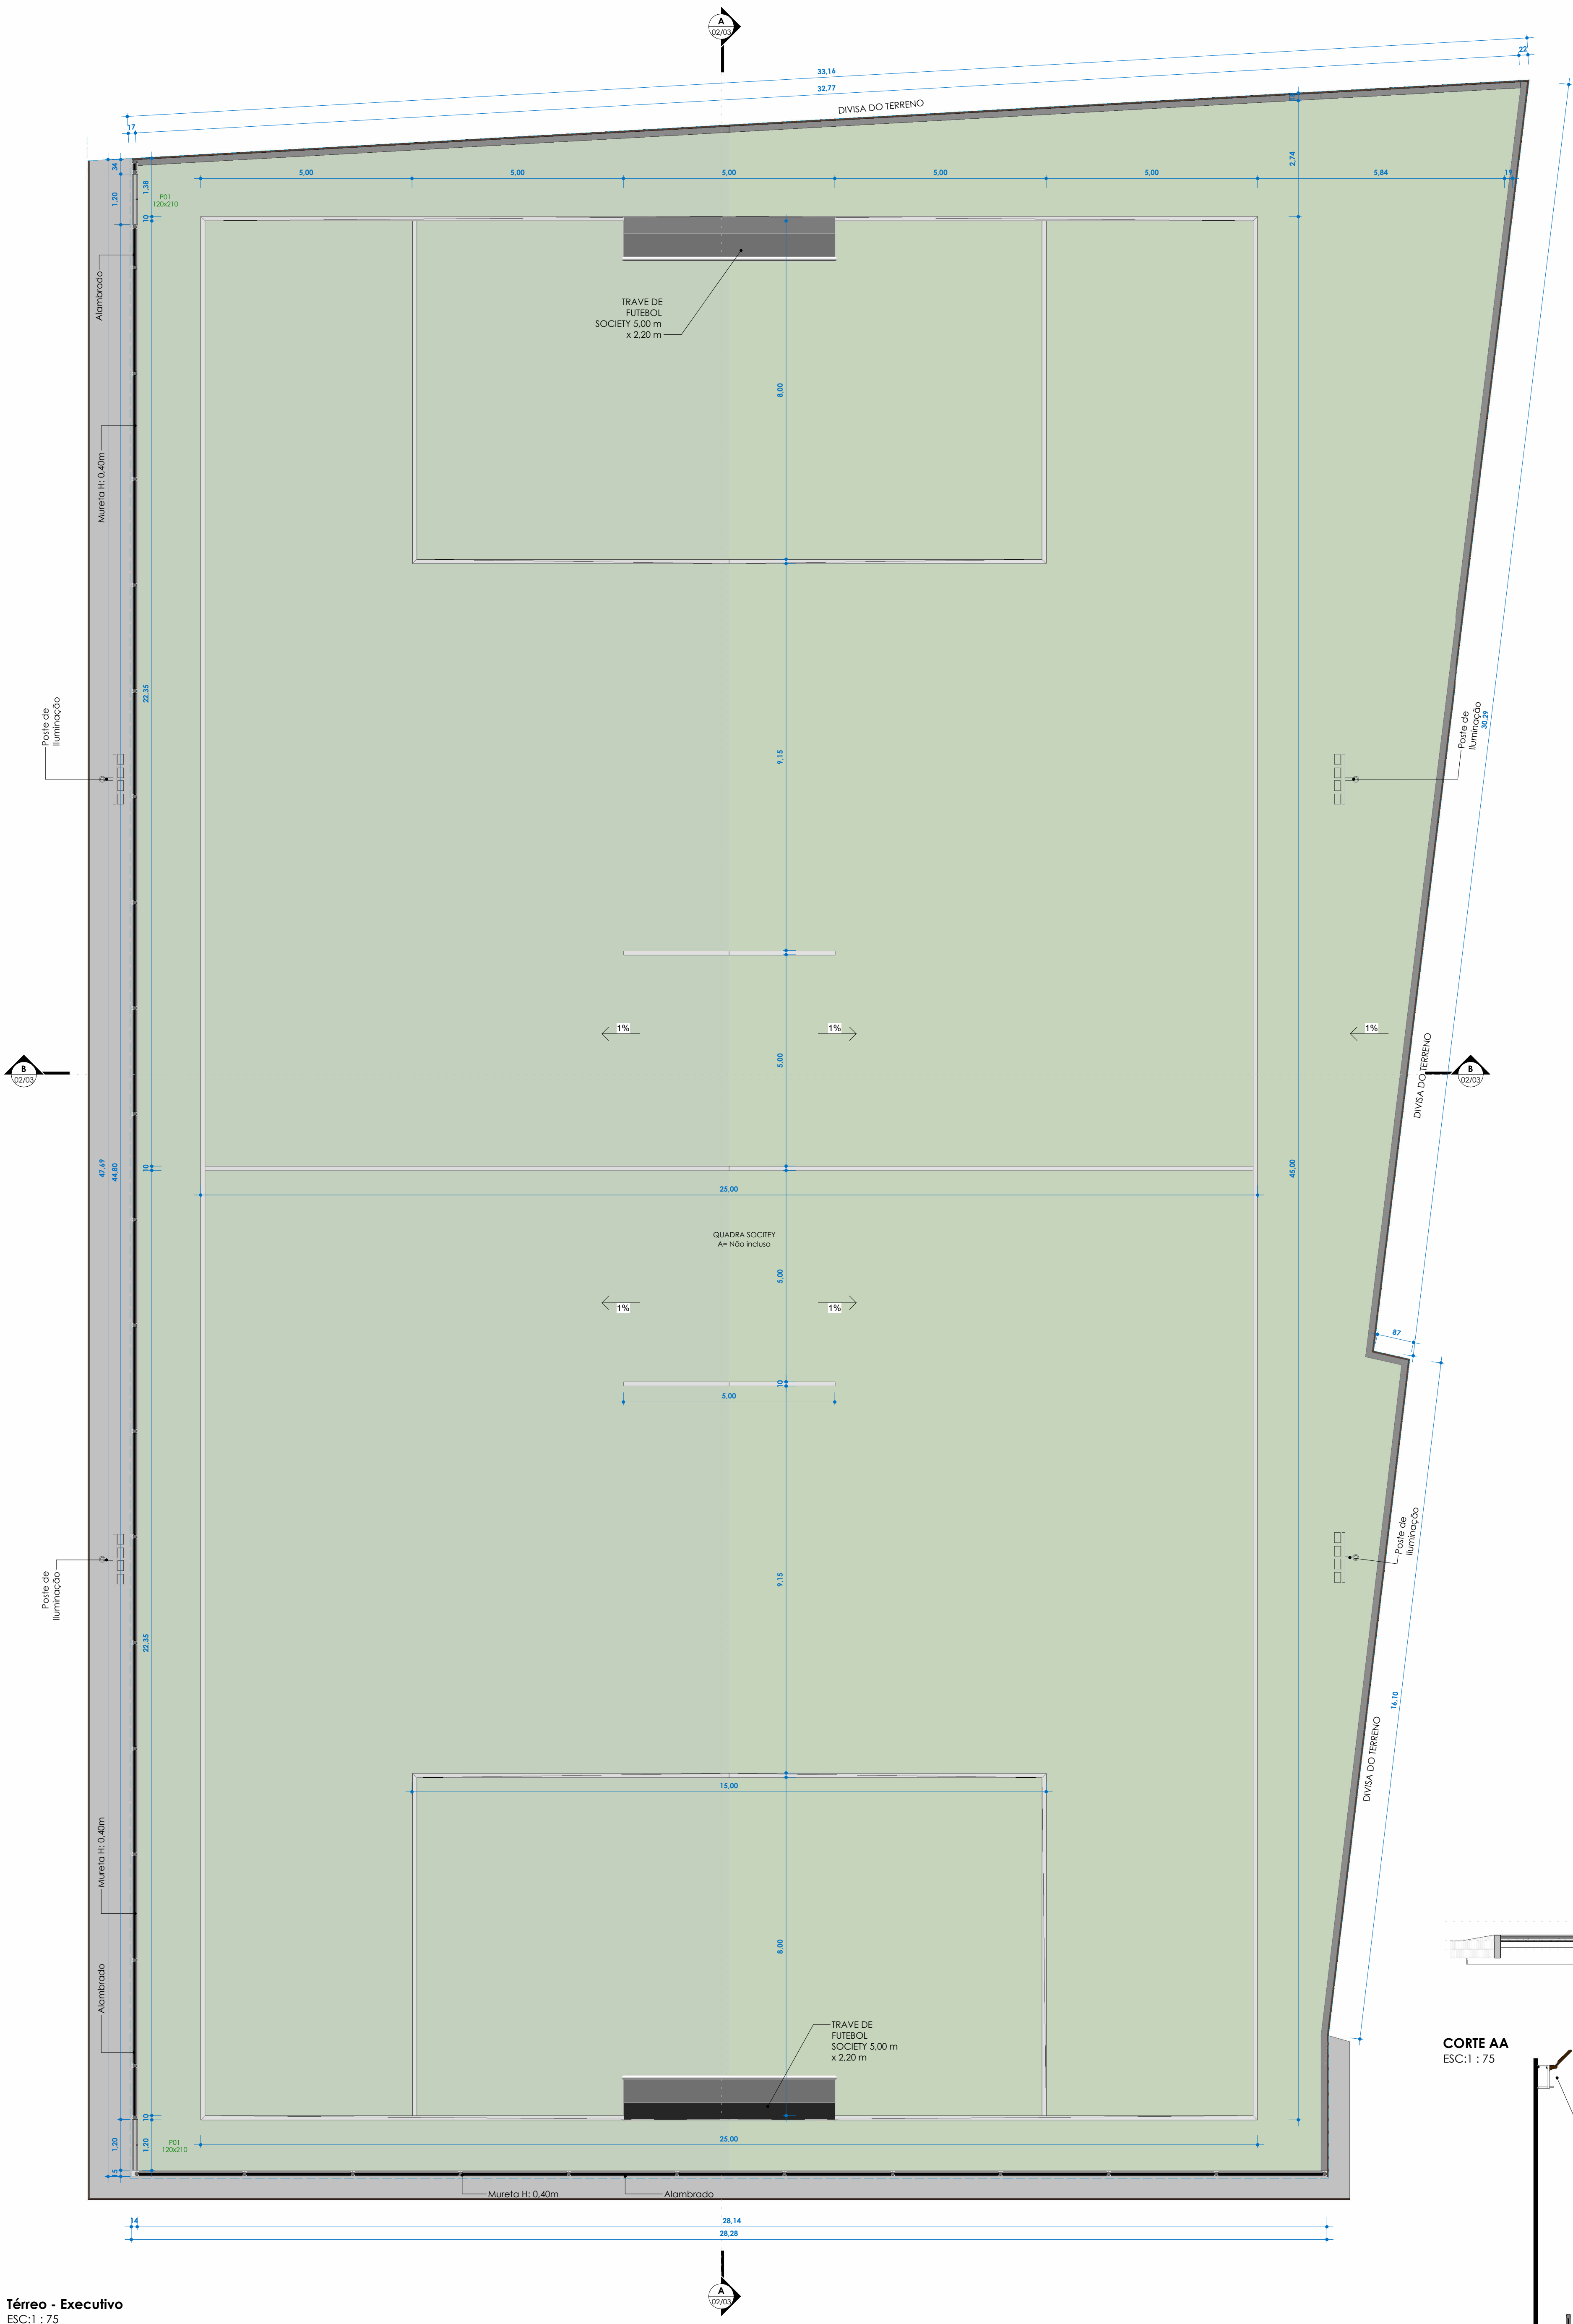 A
02/03
22
33,16
32,77
DIVISA DO TERRENO
17
34
1,38
1,20
2,74
5,00
5,00
5,00
5,00
5,00
5,84
19
P01
120x210
10
Alambrado
TRAVE DE
FUTEBOL
SOCIETY 5,00 m
x 2,20 m
8,00
Mureta H: 0,40m
22,35
Poste de
Iluminação
9,15
Poste de
Iluminação
30,29
1%
1%
1%
5,00
B
02/03
DIVISA DO TERRENO
B
02/03
47,69
44,80
10
45,00
25,00
QUADRA SOCITEY
A= Não incluso
5,00
1%
1%
87
10
5,00
Poste de
Iluminação
Poste de
Iluminação
9,15
22,35
16,10
DIVISA DO TERRENO
15,00
Mureta H: 0,40m
8,00
Alambrado
TRAVE DE
FUTEBOL
SOCIETY 5,00 m
x 2,20 m
CORTE AA
ESC:1 : 75
10
1,20
1,20
P01
120x210
25,00
15
Mureta H: 0,40m
Alambrado
14
28,14
28,28
A
02/03
Térreo - Executivo
ESC:1 : 75